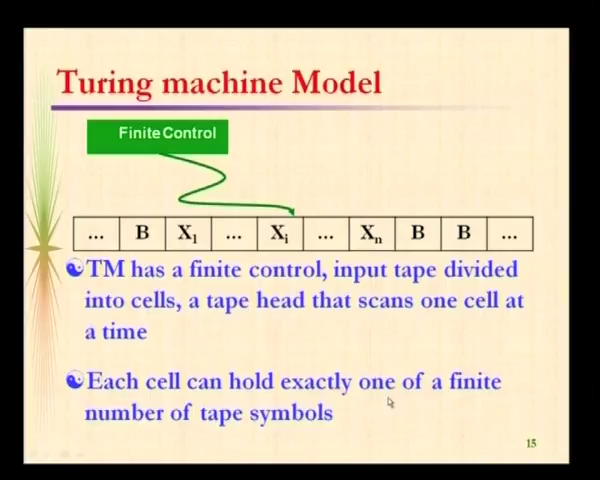 Turing machine Model
Finite Control
... B X₁ ... Xᵢ ... Xₙ B B ...
TM has a finite control, input tape divided
into cells, a tape head that scans one cell at
a time
Each cell can hold exactly one of a finite
number of tape symbols
15